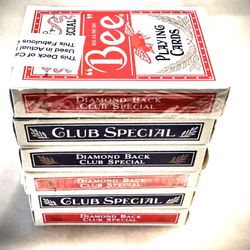 "Bee"
PLAYING CARDS
This Deck of Ca
Used in Actual
This Fabulous
DIAMOND BACK
CLUB SPECIAL
CLUB SPECIAL
DIAMOND BACK
CLUB SPECIAL
DIAMOND BACK
CLUB SPECIAL
CLUB SPECIAL
DIAMOND BACK
CLUB SPECIAL